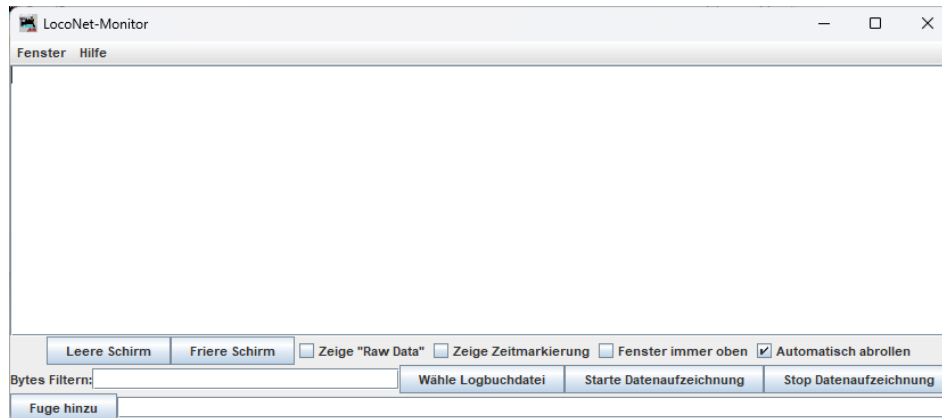 LocoNet-Monitor
Fenster Hilfe
Leere Schirm Friere Schirm Zeige "Raw Data" Zeige Zeitmarkierung Fenster immer oben Automatisch abrollen
Bytes Filtern: Wähle Logbuchdatei Starte Datenaufzeichnung Stop Datenaufzeichnung
Fuge hinzu